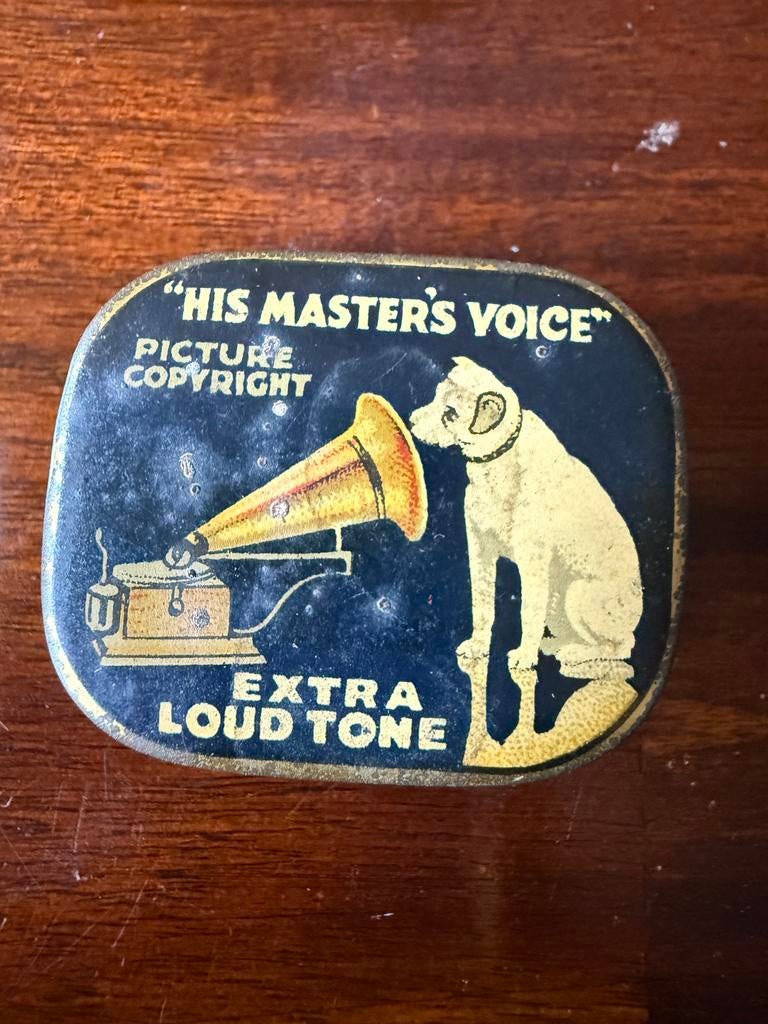 "HIS MASTER'S VOICE"
PICTURE
COPYRIGHT
EXTRA
LOUD TONE